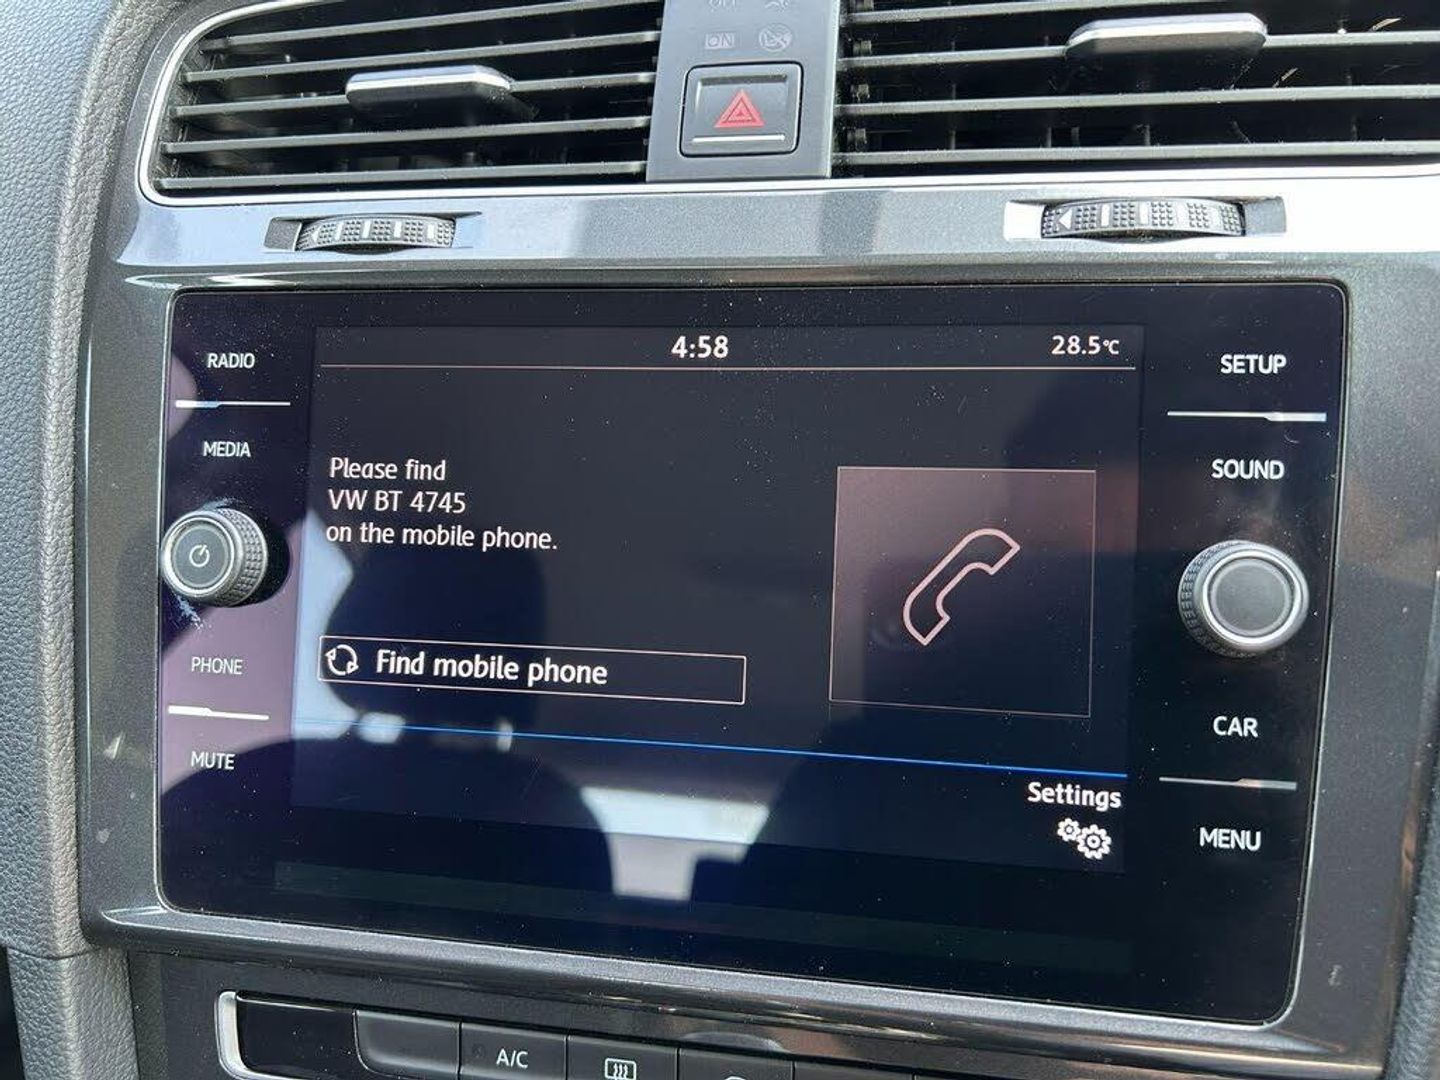 OFF
ON
4:58
28.5°C
RADIO
MEDIA
PHONE
MUTE
Please find
VW BT 4745
on the mobile phone.
Find mobile phone
Settings
SETUP
SOUND
CAR
MENU
A/C